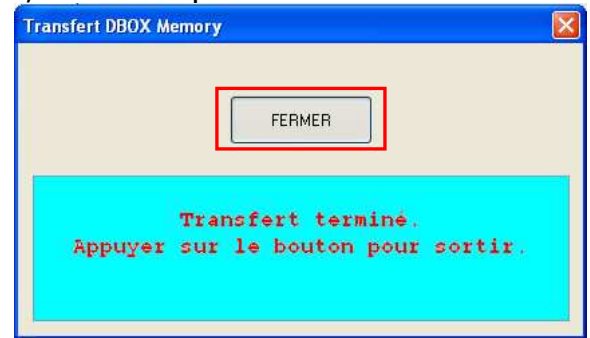 Transfert DBOX Memory
FERMER
Transfert terminé.
Appuyer sur le bouton pour sortir.